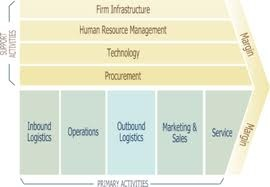 Firm Infrastructure
Human Resource Management
Technology
Procurement
SUPPORT
ACTIVITIES
Margin
Inbound
Logistics
Operations
Outbound
Logistics
Marketing &
Sales
Service
Margin
PRIMARY ACTIVITIES